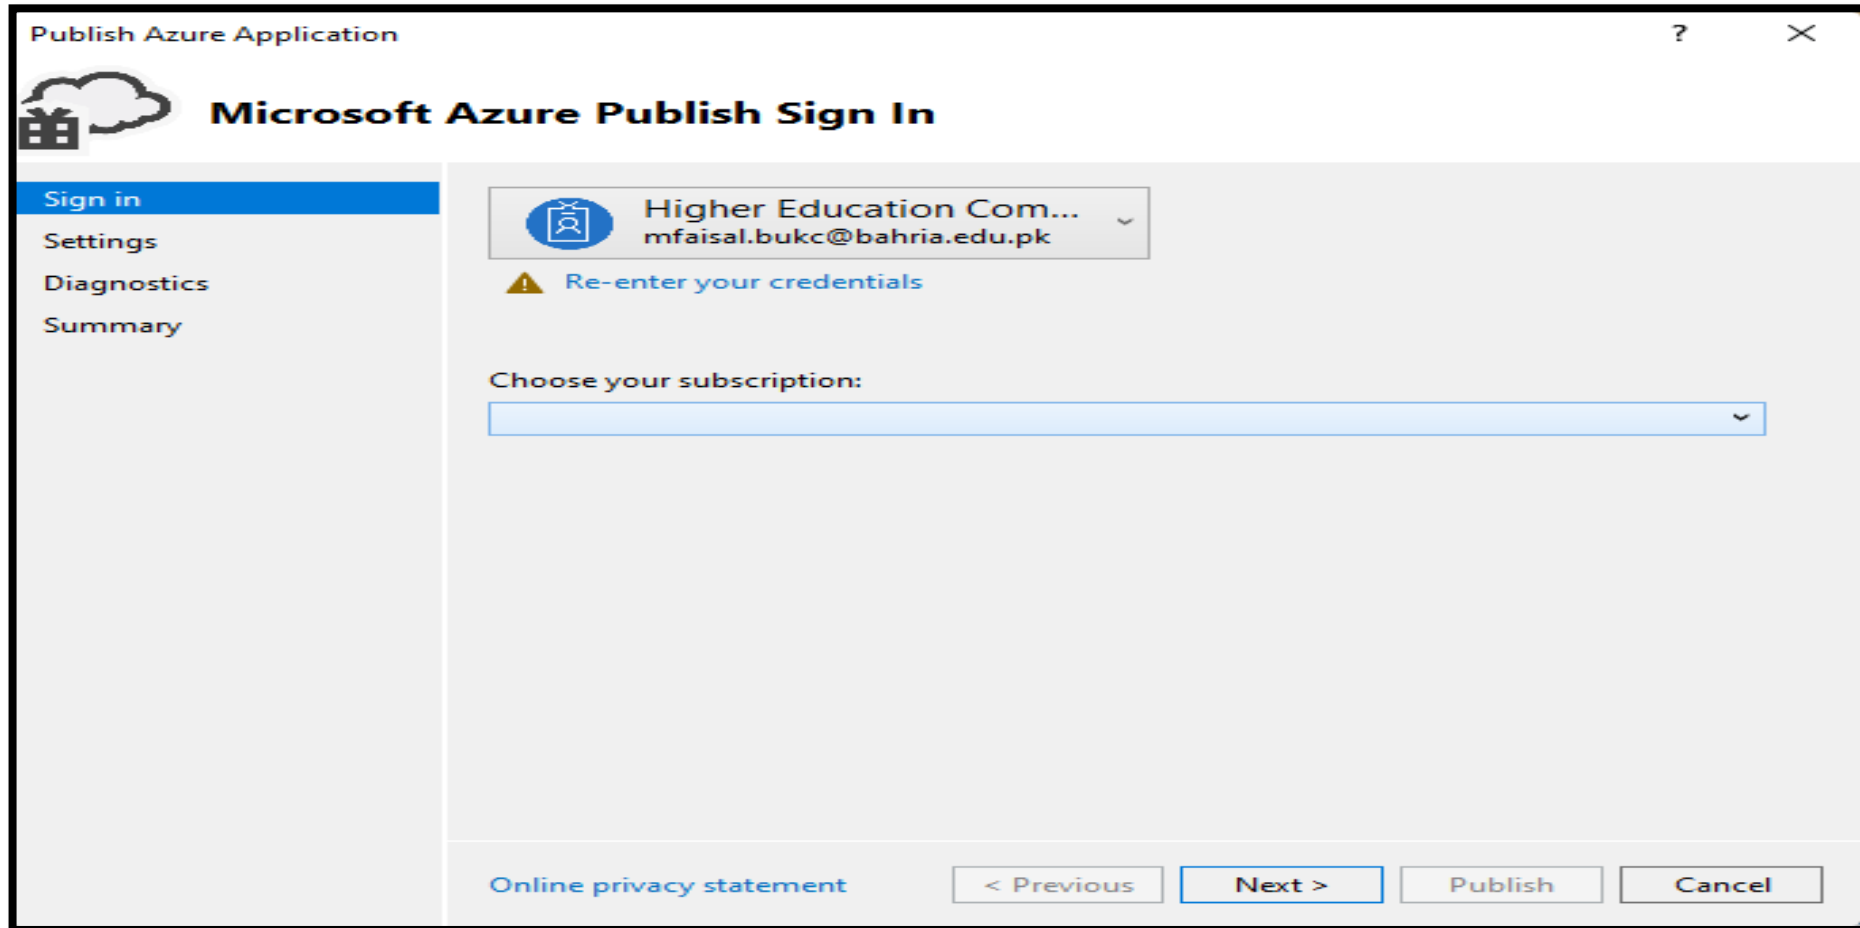 Publish Azure Application
?
Microsoft Azure Publish Sign In
Sign in
Settings
Diagnostics
Summary
Higher Education Com...
mfaisal.bukc@bahria.edu.pk
Re-enter your credentials
Choose your subscription:
Online privacy statement
< Previous
Next >
Publish
Cancel